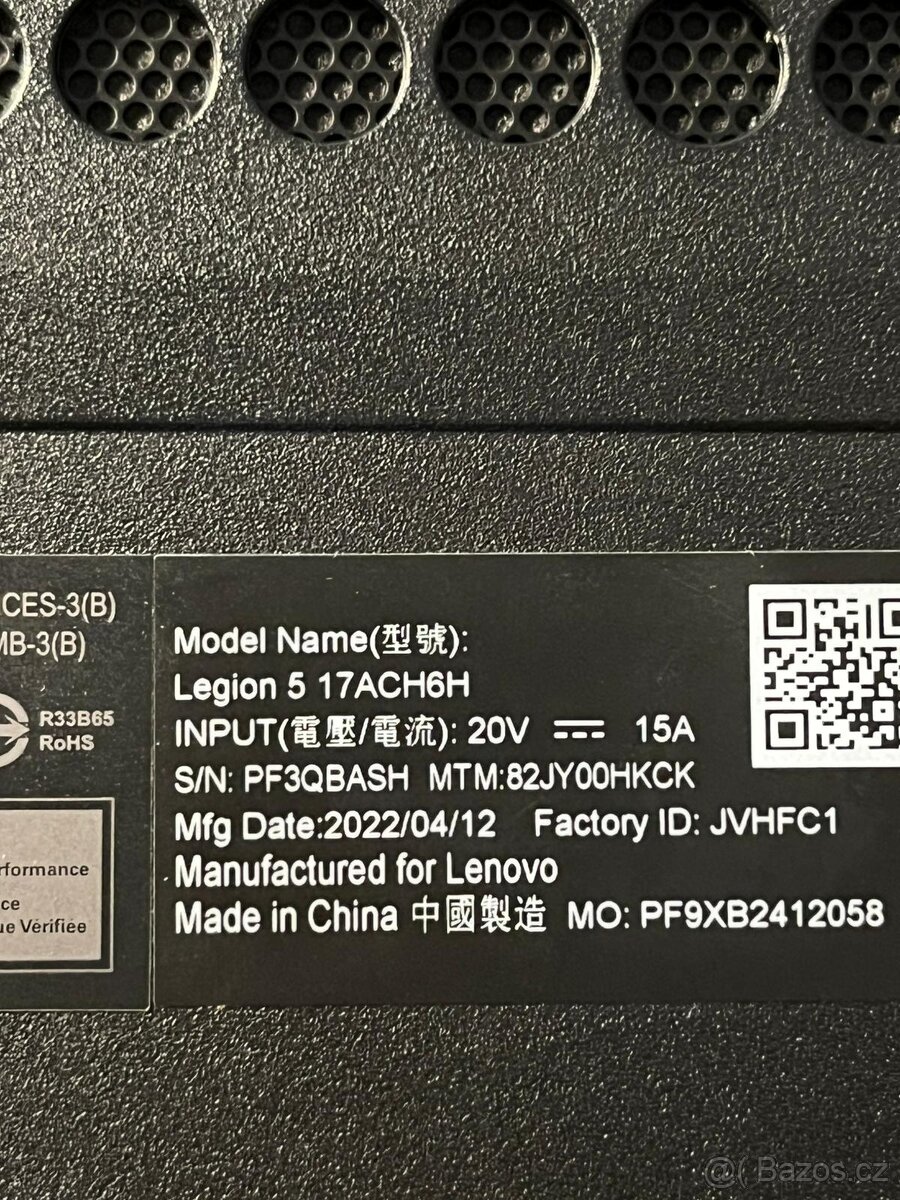 CES-3(B)
MB-3(B)
R33B65
RoHS
rformance
ce
ue Vérifiée
Model Name(型號):
Legion 5 17ACH6H
INPUT(電壓/電流): 20V ⎓ 15A
S/N: PF3QBASH MTM:82JY00HKCK
Mfg Date:2022/04/12 Factory ID: JVHFC1
Manufactured for Lenovo
Made in China 中國製造 MO: PF9XB2412058
@( Bazos.cz